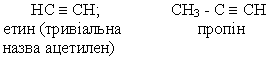 HC ≡ CH; CH₃ - C ≡ CH
етин (тривіальна пропін
назва ацетилен)